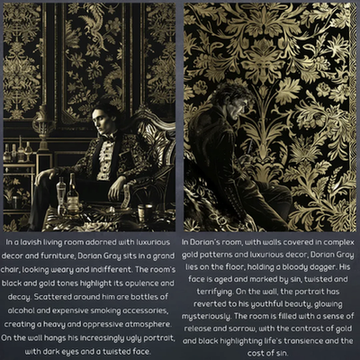 In a lavish living room adorned with luxurious
decor and furniture, Dorian Gray sits in a grand
chair, looking weary and indifferent. The room's
black and gold tones highlight its opulence and
decay. Scattered around him are bottles of
alcohol and expensive smoking accessories,
creating a heavy and oppressive atmosphere.
On the wall hangs his increasingly ugly portrait,
with dark eyes and a twisted face.
In Dorian's room, with walls covered in complex
gold patterns and luxurious decor, Dorian Gray
lies on the floor, holding a bloody dagger. His
face is aged and marked by sin, twisted and
terrifying. On the wall, the portrait has
reverted to his youthful beauty, glowing
mysteriously. The room is filled with a sense of
release and sorrow, with the contrast of gold
and black highlighting life's transience and the
cost of sin.